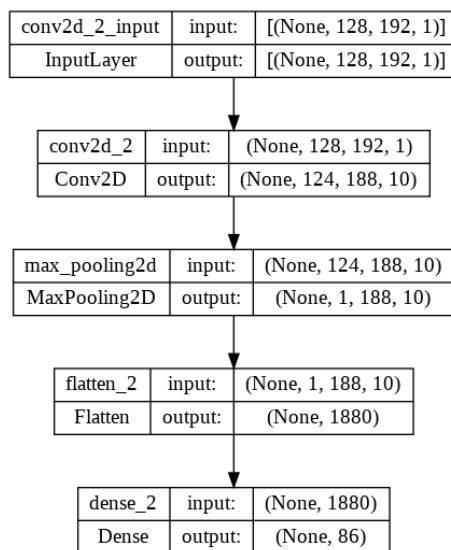 conv2d_2_input input: [(None, 128, 192, 1)]
InputLayer output: [(None, 128, 192, 1)]
conv2d_2 input: (None, 128, 192, 1)
Conv2D output: (None, 124, 188, 10)
max_pooling2d input: (None, 124, 188, 10)
MaxPooling2D output: (None, 1, 188, 10)
flatten_2 input: (None, 1, 188, 10)
Flatten output: (None, 1880)
dense_2 input: (None, 1880)
Dense output: (None, 86)